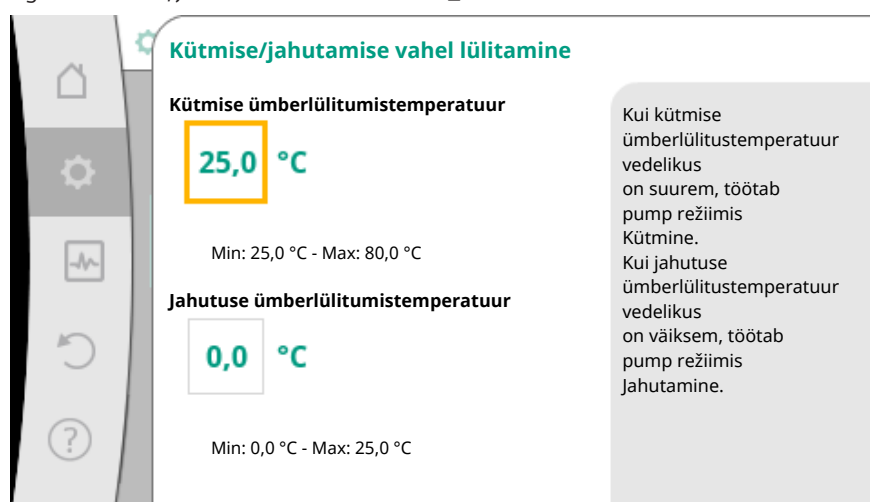 Kütmise/jahutamise vahel lülitamine
Kütmise ümberlülitumistemperatuur
25,0 °C
Min: 25,0 °C - Max: 80,0 °C
Jahutuse ümberlülitumistemperatuur
0,0 °C
Min: 0,0 °C - Max: 25,0 °C
Kui kütmise
ümberlülitustemperatuur
vedelikus
on suurem, töötab
pump režiimis
Kütmine.
Kui jahutuse
ümberlülitustemperatuur
vedelikus
on väiksem, töötab
pump režiimis
Jahutamine.
?